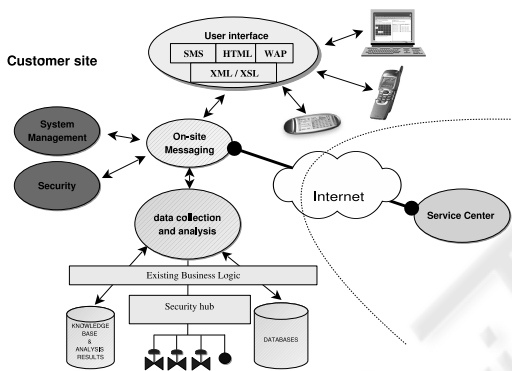 User interface
SMS HTML WAP
XML / XSL
Customer site
System
Management
On-site
Messaging
Security
Internet
data collection
and analysis
Service Center
Existing Business Logic
Security hub
KNOWLEDGE
BASE
&
ANALYSIS
RESULTS
DATABASES